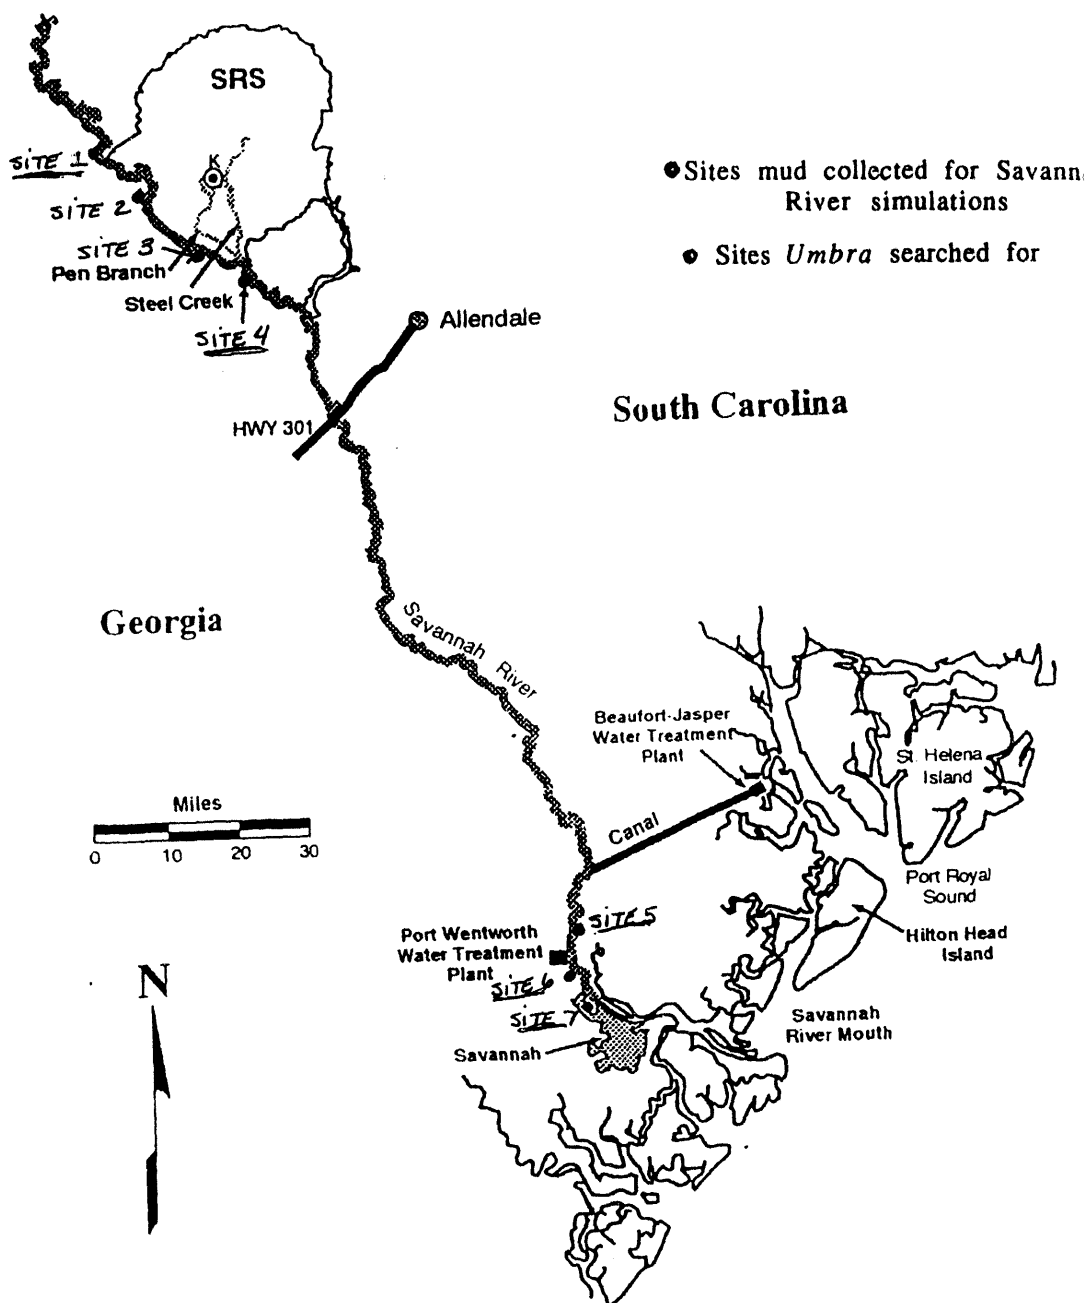 SRS
SITE 1
K
Sites mud collected for Savann
River simulations
SITE 2
SITE 3
Sites Umbra searched for
Pen Branch
Steel Creek
SITE 4
Allendale
South Carolina
HWY 301
Georgia
Savannah River
Beaufort-Jasper
Water Treatment
Plant
St. Helena
Island
Miles
0 10 20 30
Canal
Port Royal
Sound
SITE 5
Port Wentworth
Water Treatment
Plant
Hilton Head
Island
N
SITE 6
SITE 7
Savannah
River Mouth
Savannah